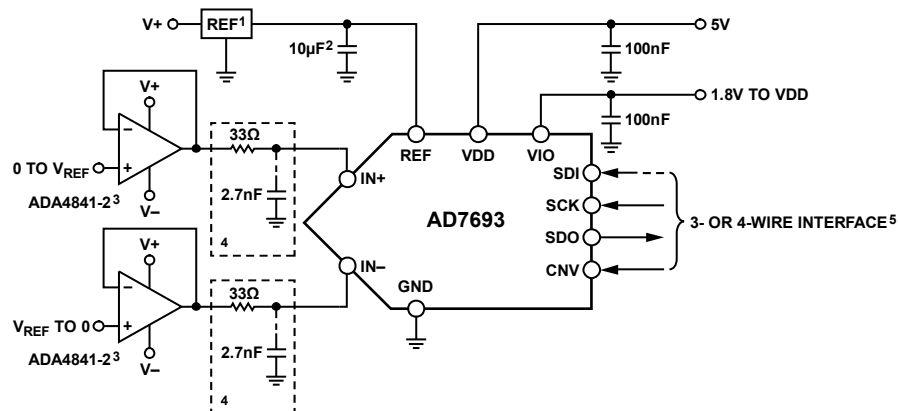 V+ REF1 10µF2 100nF 5V
100nF 1.8V TO VDD
V+
−
+
0 TO VREF
ADA4841-23
V−
33Ω
2.7nF
4
REF VDD VIO
IN+
IN−
AD7693
GND
SDI
SCK
SDO
CNV
3- OR 4-WIRE INTERFACE5
V+
−
+
VREF TO 0
ADA4841-23
V−
33Ω
2.7nF
4